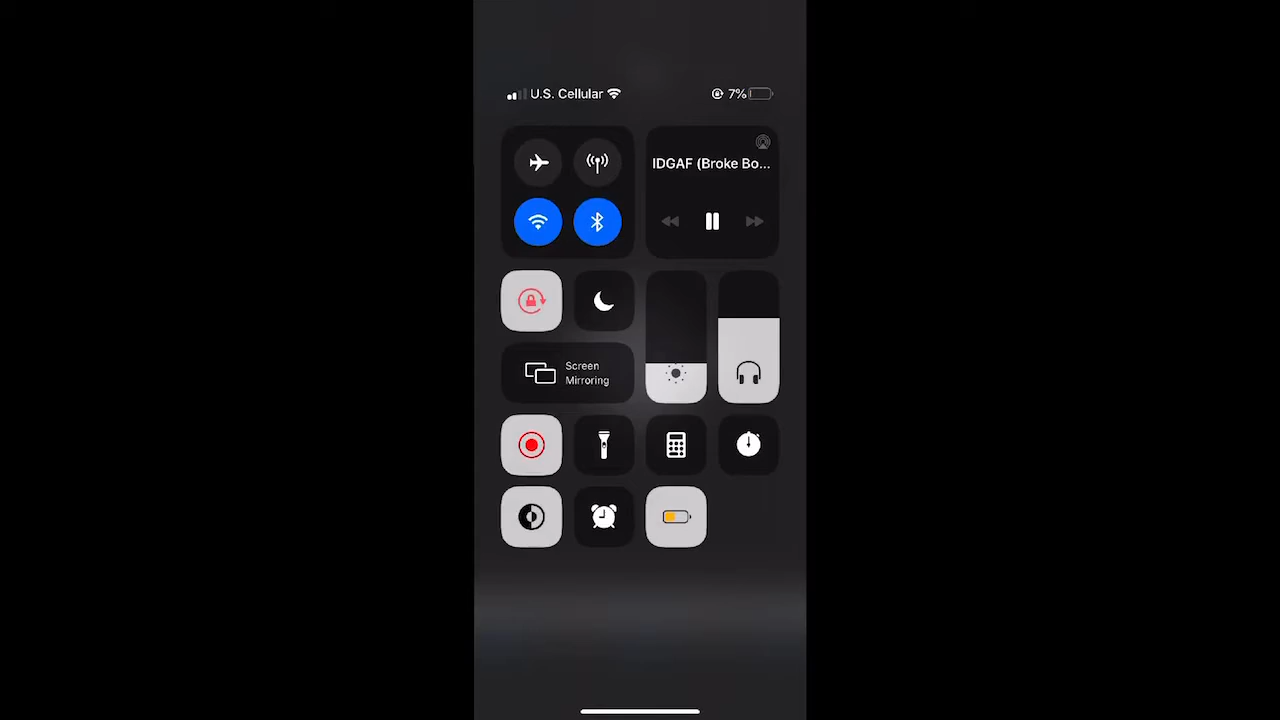 U.S. Cellular
7%
IDGAF (Broke Bo...
Screen
Mirroring